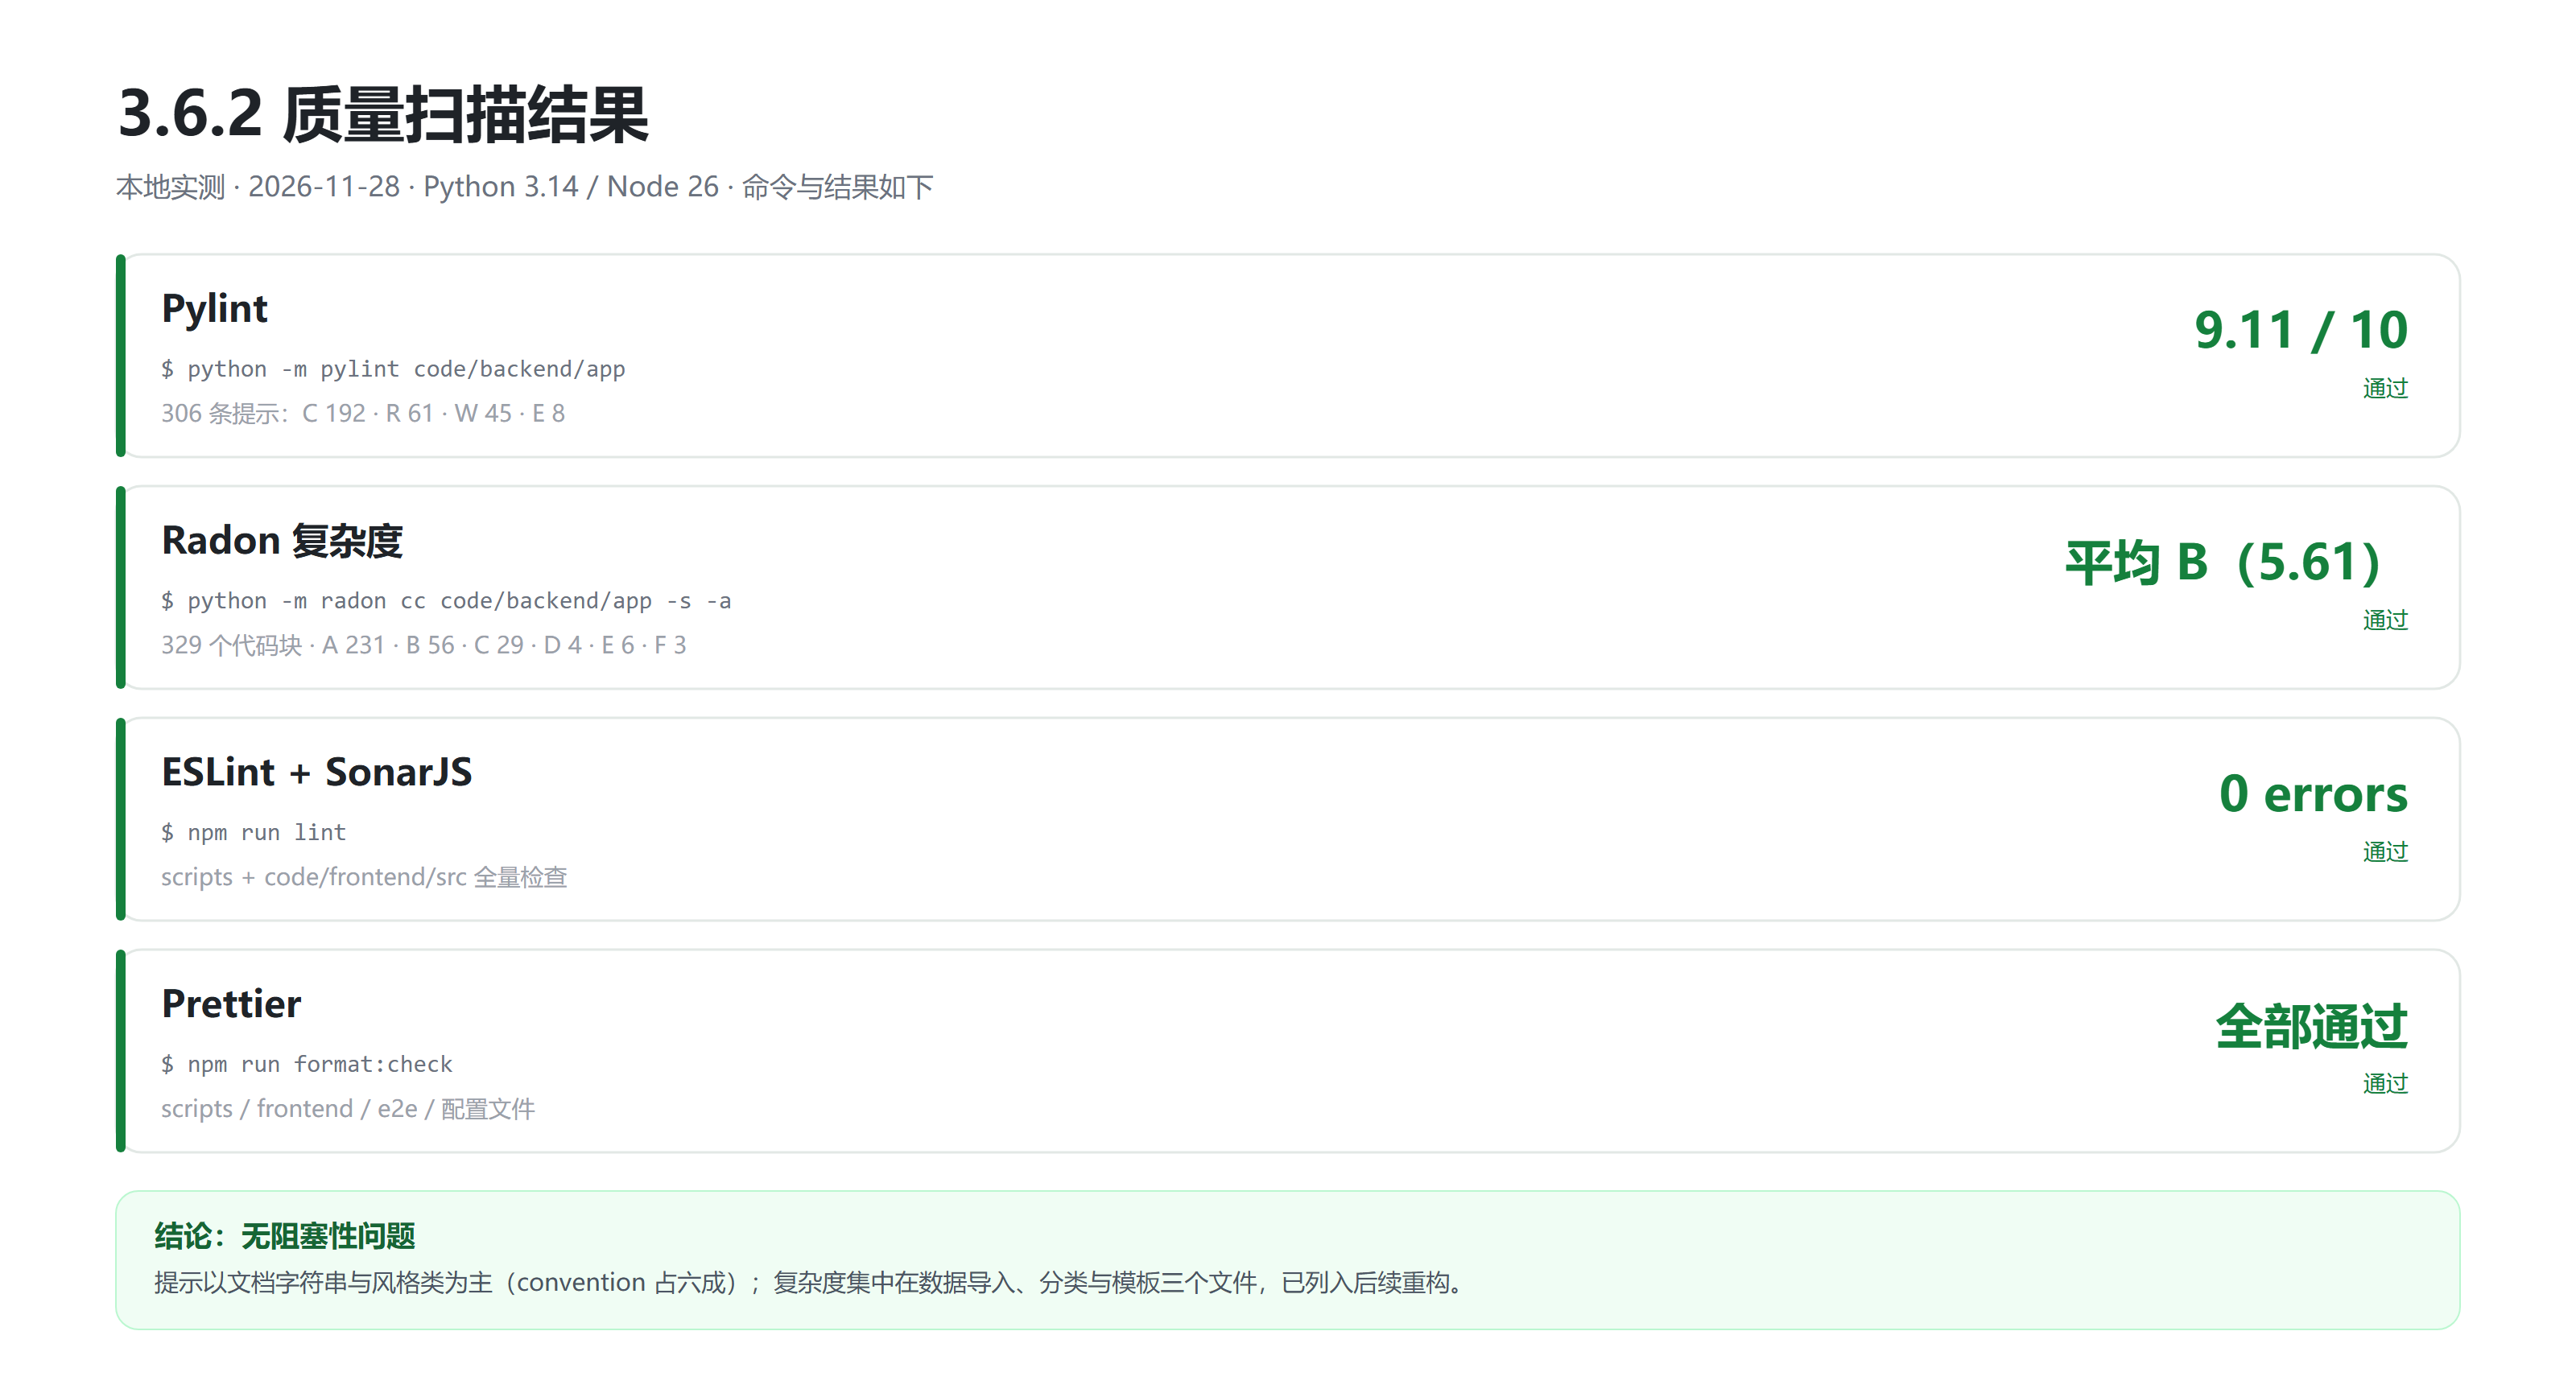 3.6.2 质量扫描结果
本地实测 · 2026-11-28 · Python 3.14 / Node 26 · 命令与结果如下
Pylint
$ python -m pylint code/backend/app
306 条提示：C 192 · R 61 · W 45 · E 8
9.11 / 10
通过
Radon 复杂度
$ python -m radon cc code/backend/app -s -a
329 个代码块 · A 231 · B 56 · C 29 · D 4 · E 6 · F 3
平均 B（5.61）
通过
ESLint + SonarJS
$ npm run lint
scripts + code/frontend/src 全量检查
0 errors
通过
Prettier
$ npm run format:check
scripts / frontend / e2e / 配置文件
全部通过
通过
结论：无阻塞性问题
提示以文档字符串与风格类为主（convention 占六成）；复杂度集中在数据导入、分类与模板三个文件，已列入后续重构。